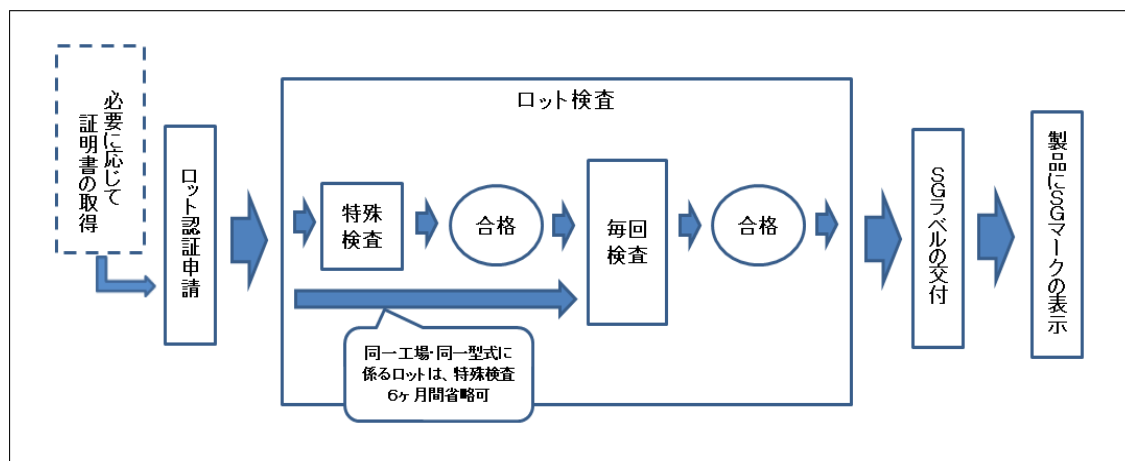 必要に応じて
証明書の取得
ロット認証申請
ロット検査
特殊
検査
合格
毎回
検査
合格
同一工場・同一型式に
係るロットは、特殊検査
6ヶ月間省略可
SGラベルの交付
製品にSGマークの表示